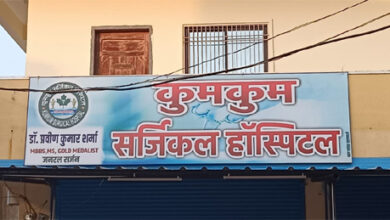 कुमकुम
सर्जिकल हॉस्पिटल
डॉ. प्रवीण कुमार शर्मा
MBBS, MS, GOLD MEDALIST
जनरल सर्जन